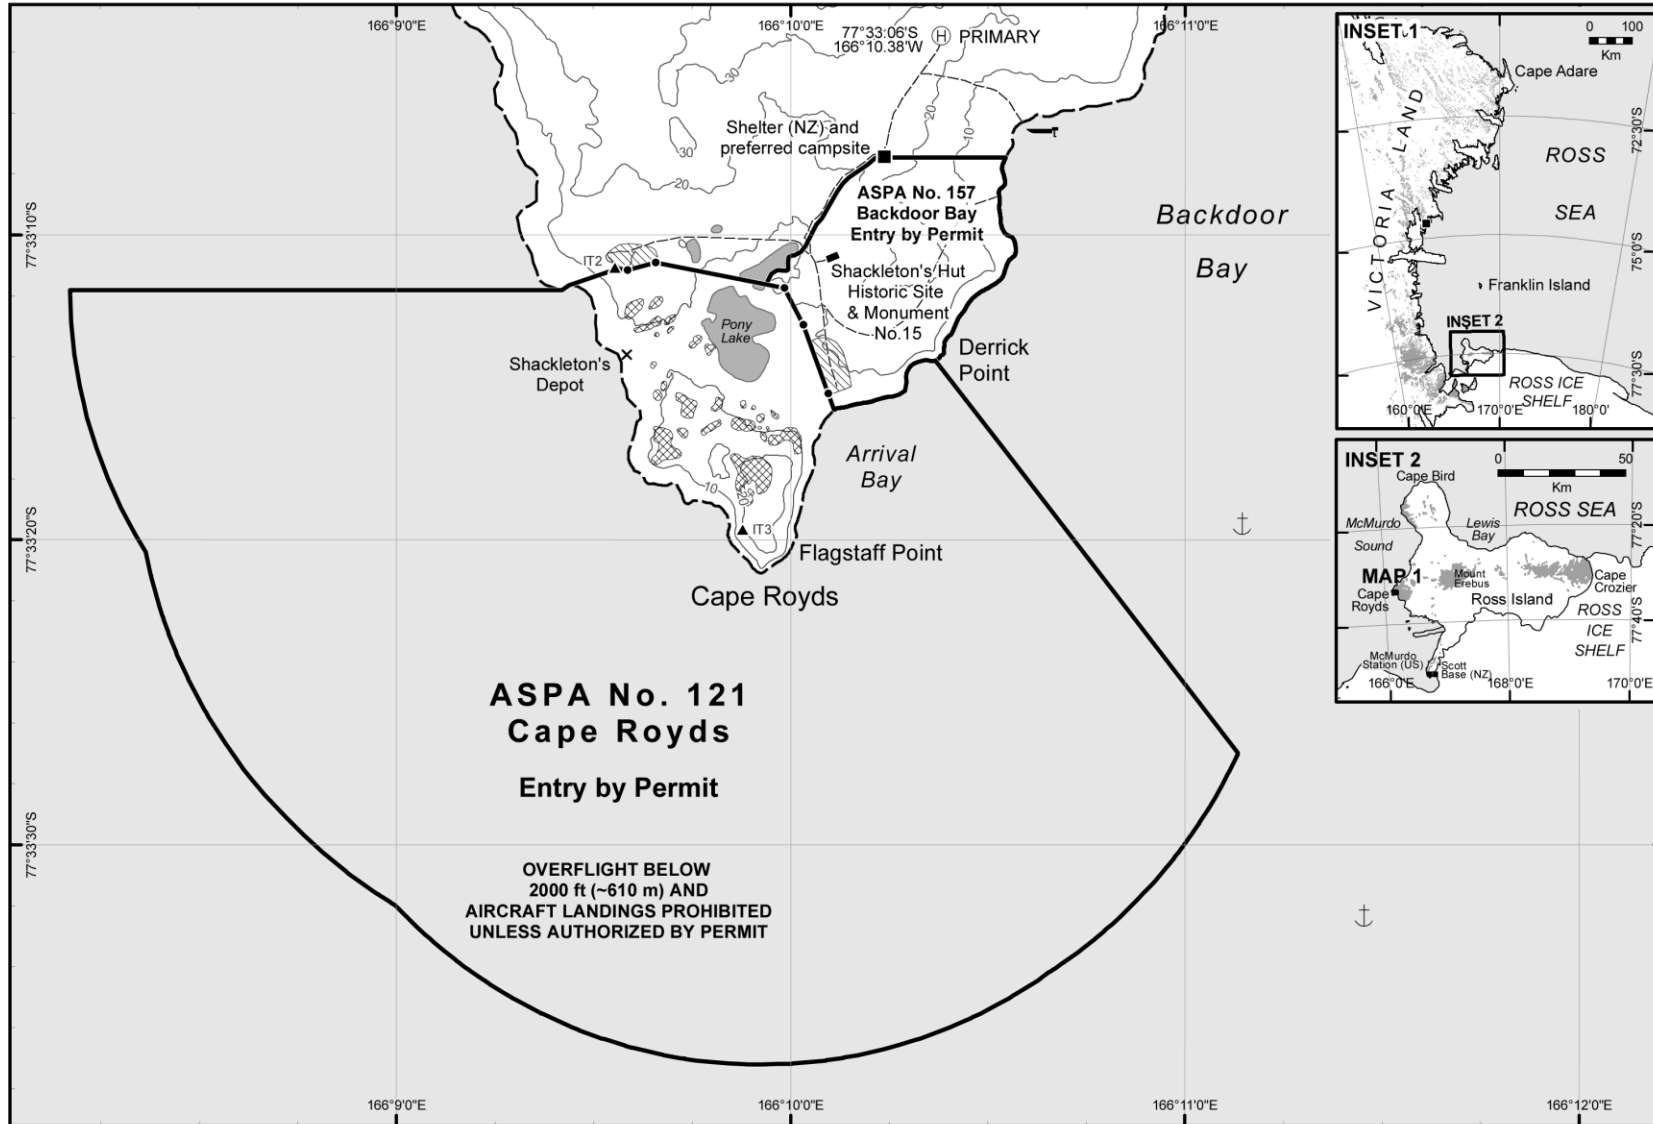 166°9'0"E
166°10'0"E
166°11'0"E
77°33:06'S
166°10.38'W
H PRIMARY
30
20
10
Shelter (NZ) and
preferred campsite
30
20
ASPA No. 157
Backdoor Bay
Entry by Permit
Backdoor
Bay
77°33'10"S
IT2
Shackleton's Hut
Historic Site
& Monument
No.15
Pony
Lake
Shackleton's
Depot
Derrick
Point
Arrival
Bay
10
20
IT3
Flagstaff Point
Cape Royds
77°33'20"S
ASPA No. 121
Cape Royds
Entry by Permit
77°33'30"S
OVERFLIGHT BELOW
2000 ft (~610 m) AND
AIRCRAFT LANDINGS PROHIBITED
UNLESS AUTHORIZED BY PERMIT
166°9'0"E
166°10'0"E
166°11'0"E
166°12'0"E
INSET 1
0 100
Km
Cape Adare
VICTORIA LAND
ROSS
SEA
72°30'S
75°0'S
77°30'S
Franklin Island
INSET 2
ROSS ICE
SHELF
160°0'E
170°0'E
180°0'
INSET 2
0 50
Km
Cape Bird
ROSS SEA
McMurdo
Sound
Lewis
Bay
77°20'S
MAP 1
Cape
Royds
Mount
Erebus
Ross Island
Cape
Crozier
ROSS
ICE
SHELF
77°40'S
McMurdo
Station (US)
Scott
Base (NZ)
166°0'E
168°0'E
170°0'E